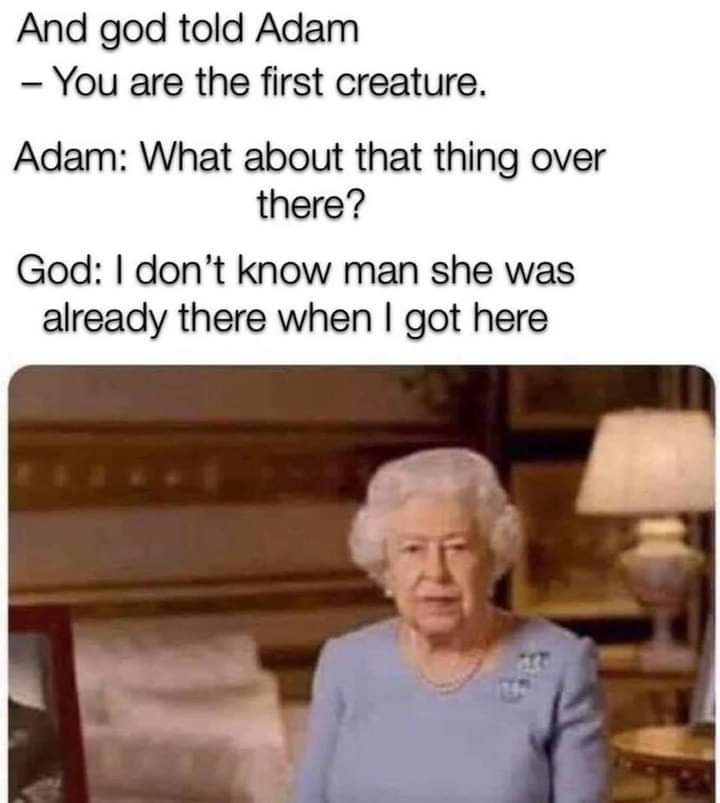 And god told Adam
– You are the first creature.
Adam: What about that thing over
there?
God: I don’t know man she was
already there when I got here